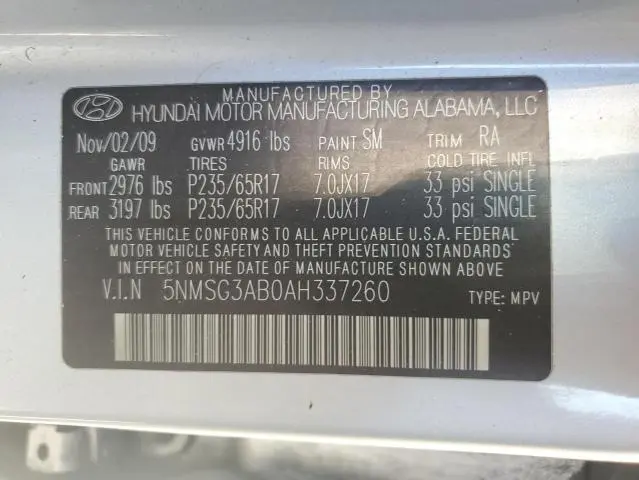 MANUFACTURED BY
HYUNDAI MOTOR MANUFACTURING ALABAMA, LLC
Nov/02/09 GVWR 4916 lbs PAINT SM TRIM RA
GAWR TIRES RIMS COLD TIRE INFL
FRONT 2976 lbs P235/65R17 7.0JX17 33 psi SINGLE
REAR 3197 lbs P235/65R17 7.0JX17 33 psi SINGLE
THIS VEHICLE CONFORMS TO ALL APPLICABLE U.S.A. FEDERAL
MOTOR VEHICLE SAFETY AND THEFT PREVENTION STANDARDS
IN EFFECT ON THE DATE OF MANUFACTURE SHOWN ABOVE
V.I.N 5NMSG3AB0AH337260 TYPE: MPV